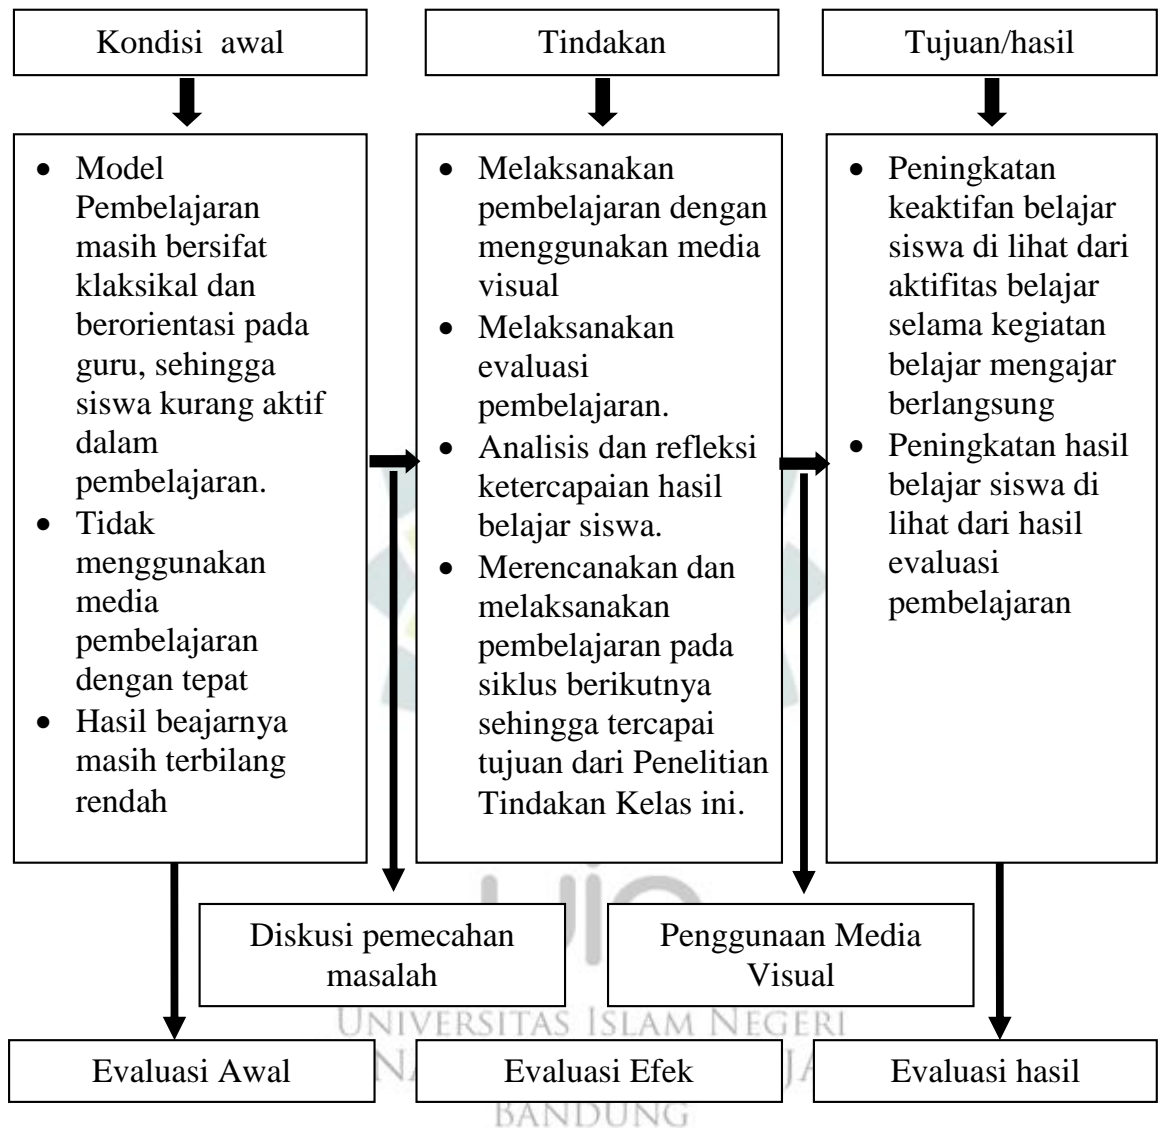 Kondisi awal
Tindakan
Tujuan/hasil
• Model
Pembelajaran
masih bersifat
klaksikal dan
berorientasi pada
guru, sehingga
siswa kurang aktif
dalam
pembelajaran.
• Tidak
menggunakan
media
pembelajaran
dengan tepat
• Hasil beajarnya
masih terbilang
rendah
• Melaksanakan
pembelajaran dengan
menggunakan media
visual
• Melaksanakan
evaluasi
pembelajaran.
• Analisis dan refleksi
ketercapaian hasil
belajar siswa.
• Merencanakan dan
melaksanakan
pembelajaran pada
siklus berikutnya
sehingga tercapai
tujuan dari Penelitian
Tindakan Kelas ini.
• Peningkatan
keaktifan belajar
siswa di lihat dari
aktifitas belajar
selama kegiatan
belajar mengajar
berlangsung
• Peningkatan hasil
belajar siswa di
lihat dari hasil
evaluasi
pembelajaran
Diskusi pemecahan
masalah
Penggunaan Media
Visual
UNIVERSITAS ISLAM NEGERI
Evaluasi Awal
Evaluasi Efek
Evaluasi hasil
BANDUNG